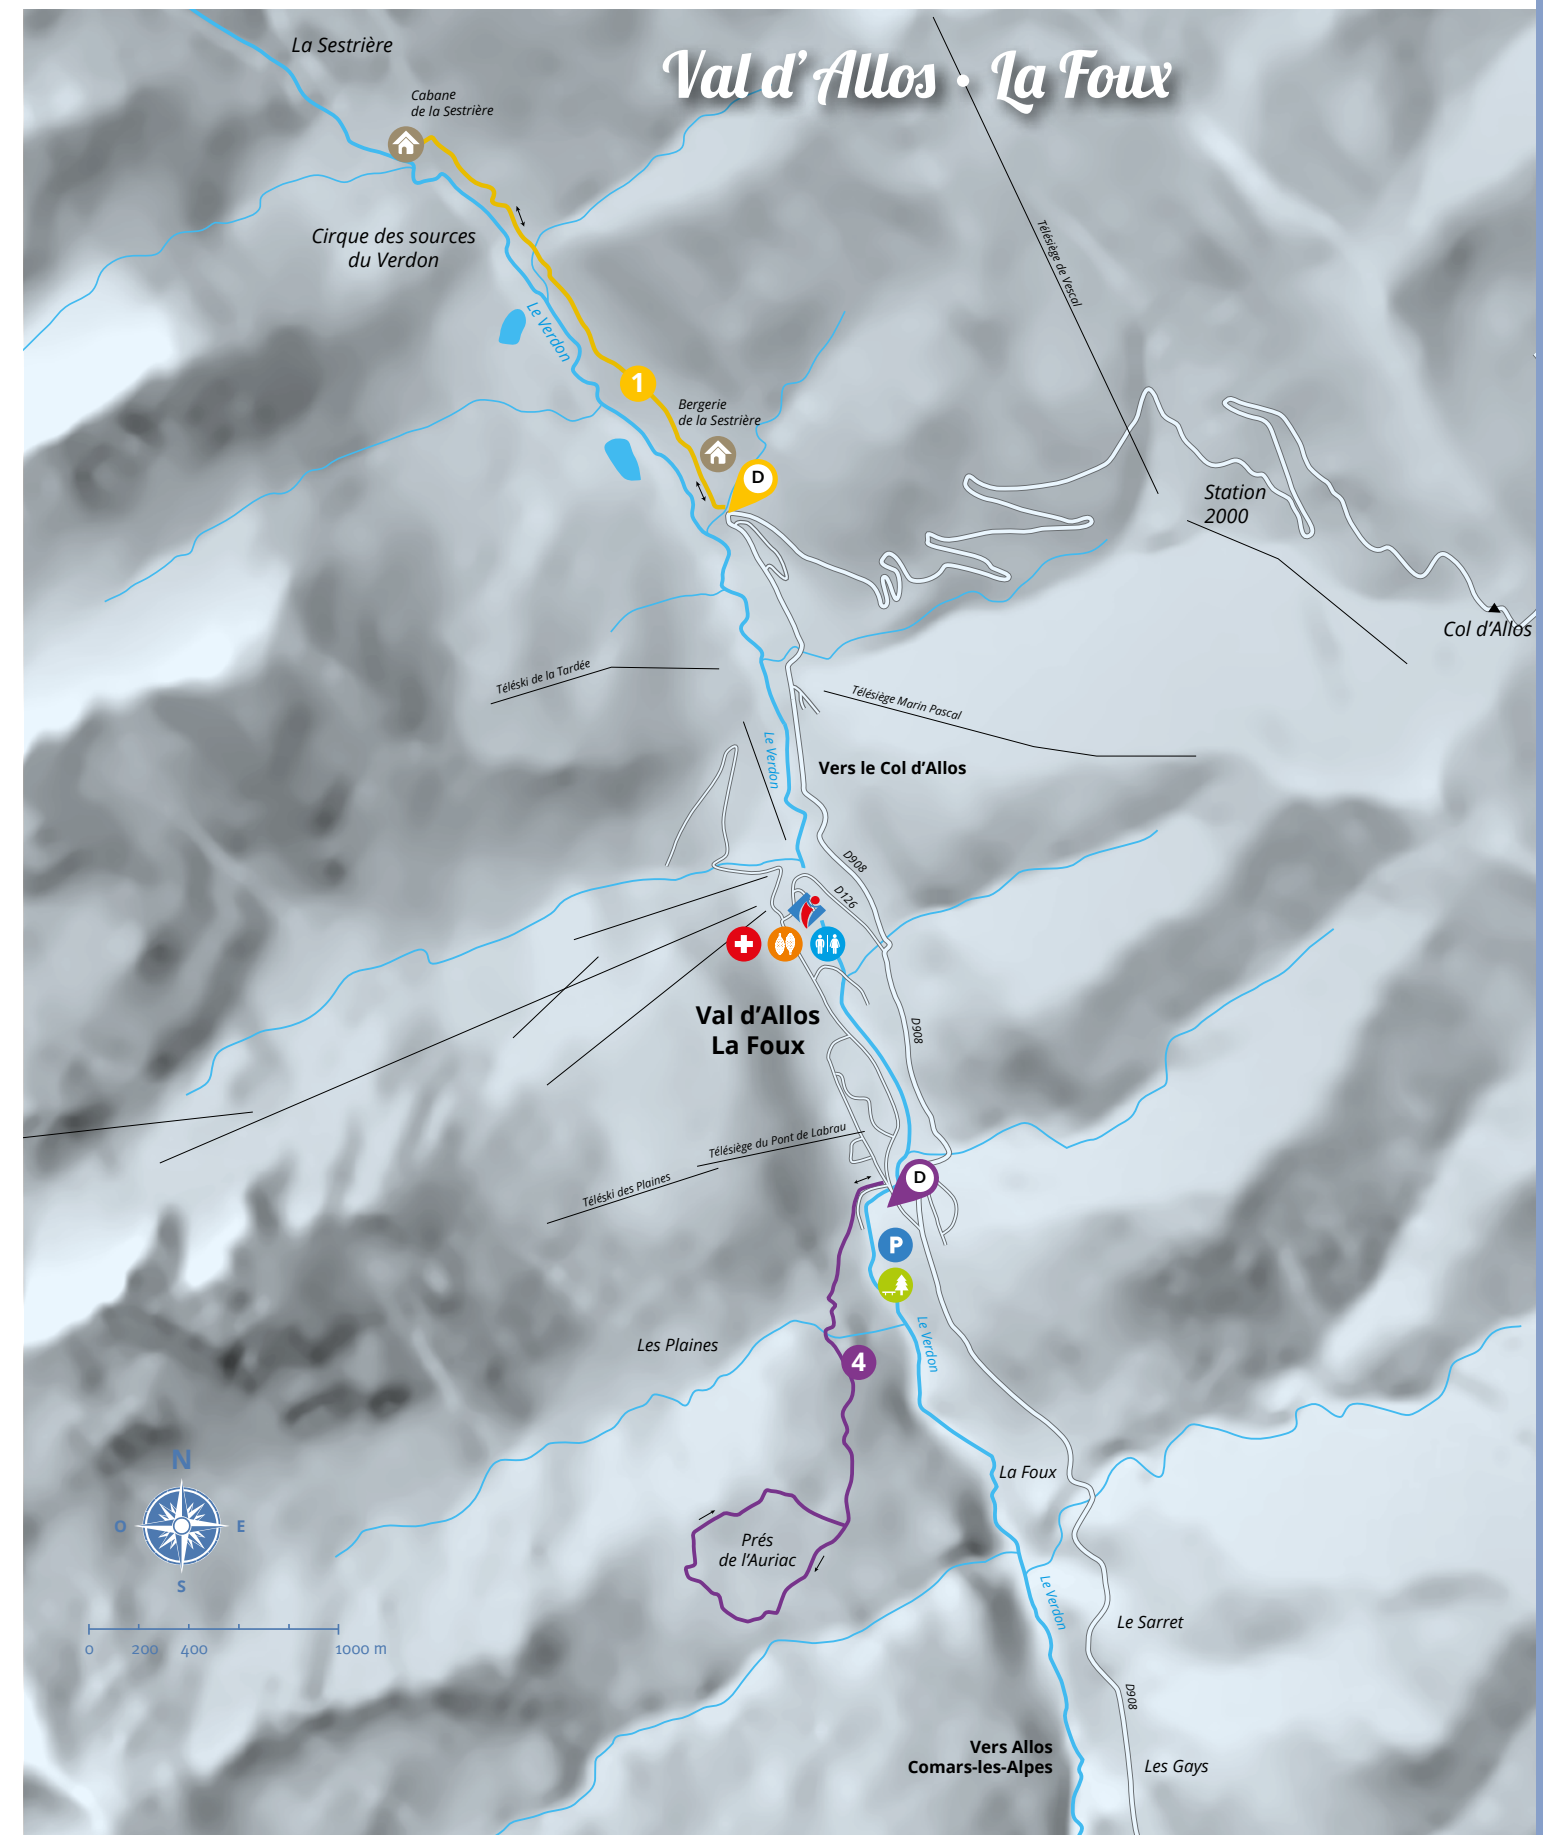 La Sestrière
Val d'Allos • La Foux
Cabane
de la Sestrière
Cirque des sources
du Verdon
Télésiège de Vescal
Le Verdon
1
Bergerie
de la Sestrière
D
Station
2000
Col d'Allos
Téléski de la Tardée
Télésiège Marin Pascal
Le Verdon
Vers le Col d'Allos
D908
D126
Val d'Allos
La Foux
D908
Télésiège du Pont de Labrau
Téléski des Plaines
D
P
Le Verdon
Les Plaines
4
N
O
E
S
La Foux
Prés
de l'Auriac
Le Verdon
Le Sarret
0 200 400 1000 m
D908
Vers Allos
Comars-les-Alpes
Les Gays